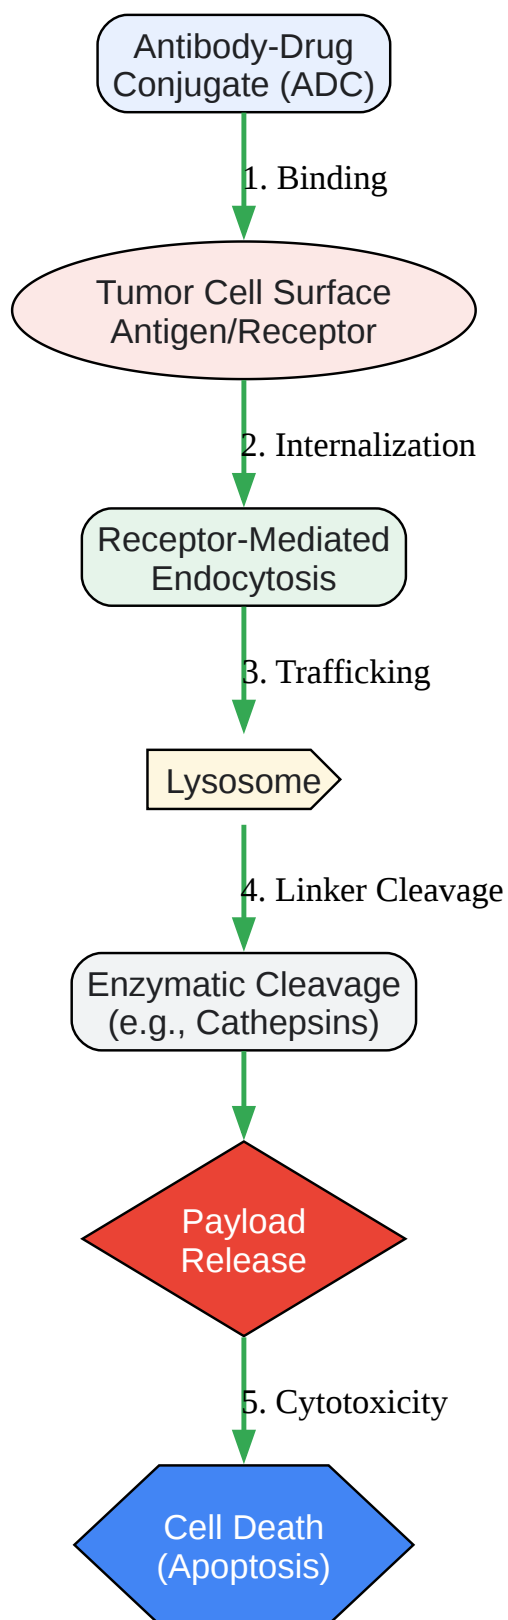 Antibody-Drug
Conjugate (ADC)
1. Binding
Tumor Cell Surface
Antigen/Receptor
2. Internalization
Receptor-Mediated
Endocytosis
3. Trafficking
Lysosome
4. Linker Cleavage
Enzymatic Cleavage
(e.g., Cathepsins)
Payload
Release
5. Cytotoxicity
Cell Death
(Apoptosis)